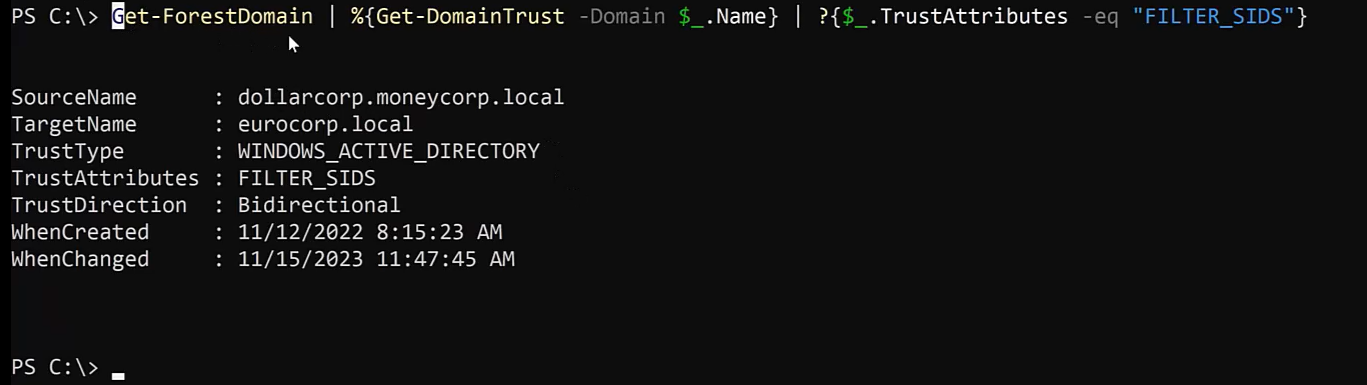 PS C:\> Get-ForestDomain | %{Get-DomainTrust -Domain $_.Name} | ?{$_.TrustAttributes -eq "FILTER_SIDS"}
SourceName      : dollarcorp.moneycorp.local
TargetName      : eurocorp.local
TrustType       : WINDOWS_ACTIVE_DIRECTORY
TrustAttributes : FILTER_SIDS
TrustDirection  : Bidirectional
WhenCreated     : 11/12/2022 8:15:23 AM
WhenChanged     : 11/15/2023 11:47:45 AM
PS C:\>